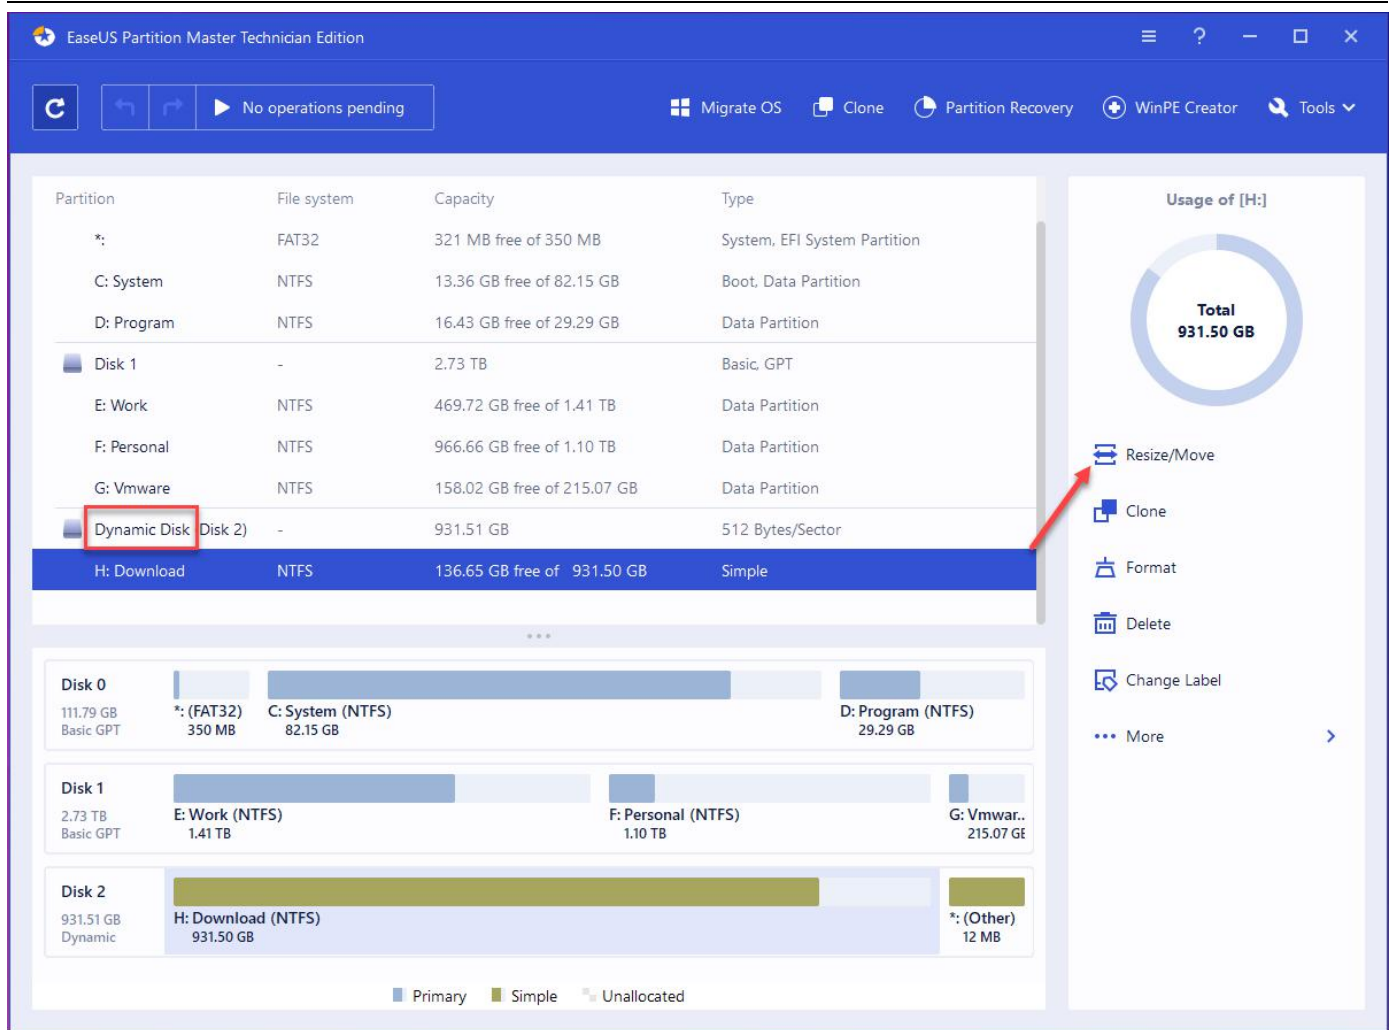 EaseUS Partition Master Technician Edition
No operations pending
Migrate OS
Clone
Partition Recovery
WinPE Creator
Tools
Partition File system Capacity Type
*: FAT32 321 MB free of 350 MB System, EFI System Partition
C: System NTFS 13.36 GB free of 82.15 GB Boot, Data Partition
D: Program NTFS 16.43 GB free of 29.29 GB Data Partition
Disk 1 - 2.73 TB Basic, GPT
E: Work NTFS 469.72 GB free of 1.41 TB Data Partition
F: Personal NTFS 966.66 GB free of 1.10 TB Data Partition
G: Vmware NTFS 158.02 GB free of 215.07 GB Data Partition
Dynamic Disk (Disk 2) - 931.51 GB 512 Bytes/Sector
H: Download NTFS 136.65 GB free of 931.50 GB Simple
Usage of [H:]
Total
931.50 GB
Resize/Move
Clone
Format
Delete
Change Label
More
Disk 0
111.79 GB
Basic GPT
*: (FAT32)
350 MB
C: System (NTFS)
82.15 GB
D: Program (NTFS)
29.29 GB
Disk 1
2.73 TB
Basic GPT
E: Work (NTFS)
1.41 TB
F: Personal (NTFS)
1.10 TB
G: Vmwar..
215.07 GE
Disk 2
931.51 GB
Dynamic
H: Download (NTFS)
931.50 GB
*: (Other)
12 MB
Primary Simple Unallocated